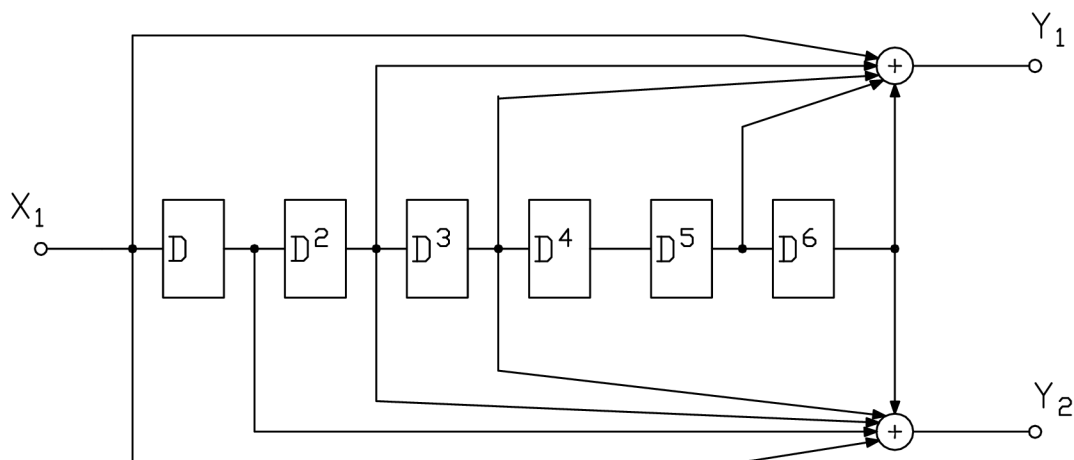 Y₁
+
X₁
D D² D³ D⁴ D⁵ D⁶
Y₂
+